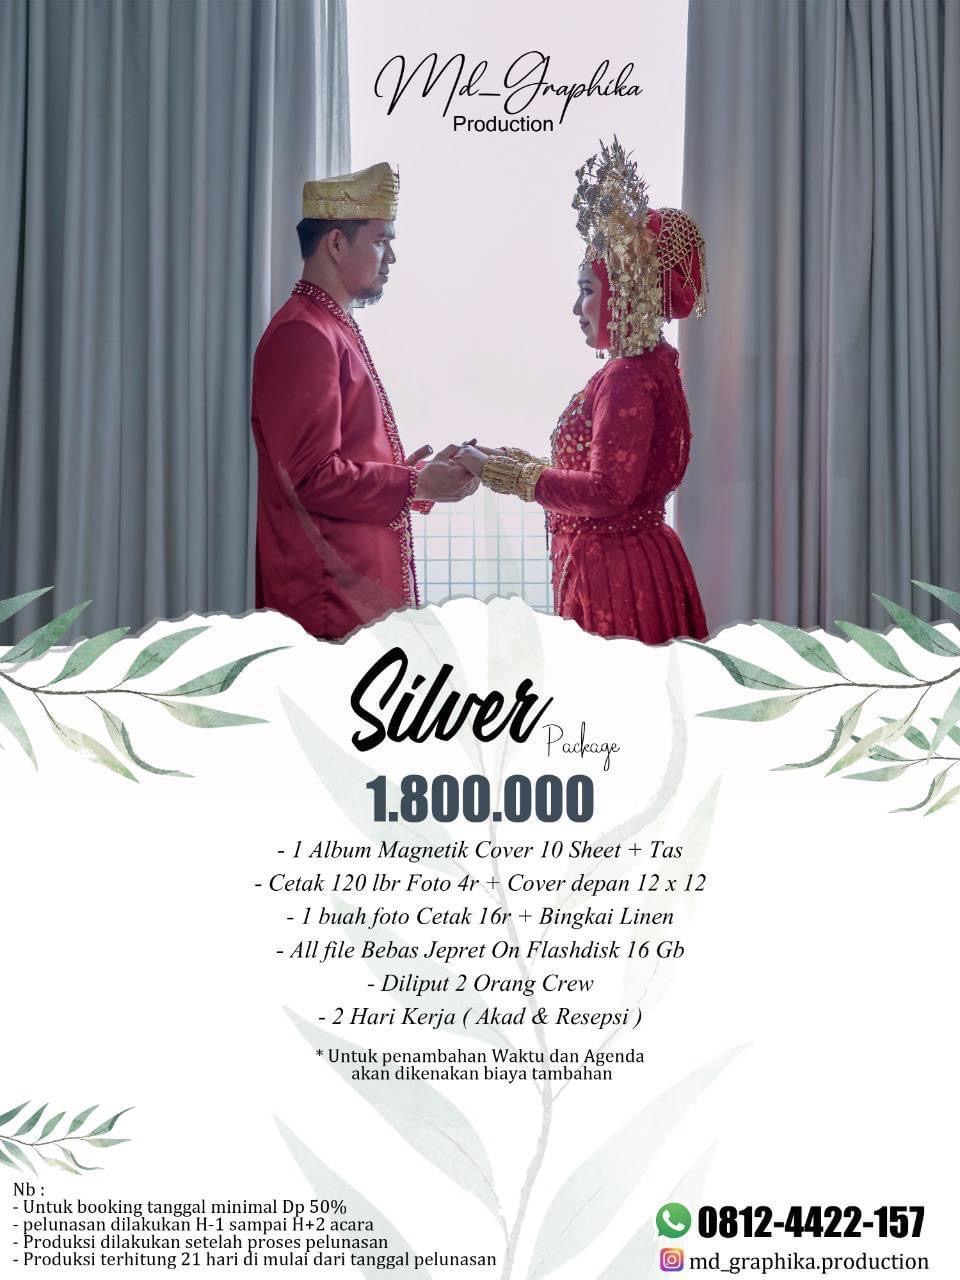 Md_Graphika
Production
Silver
Package
1.800.000
- 1 Album Magnetik Cover 10 Sheet + Tas
- Cetak 120 lbr Foto 4r + Cover depan 12 x 12
- 1 buah foto Cetak 16r + Bingkai Linen
- All file Bebas Jepret On Flashdisk 16 Gb
- Diliput 2 Orang Crew
- 2 Hari Kerja ( Akad & Resepsi )
* Untuk penambahan Waktu dan Agenda
akan dikenakan biaya tambahan
Nb :
- Untuk booking tanggal minimal Dp 50%
- pelunasan dilakukan H-1 sampai H+2 acara
- Produksi dilakukan setelah proses pelunasan
- Produksi terhitung 21 hari di mulai dari tanggal pelunasan
0812-4422-157
md_graphika.production